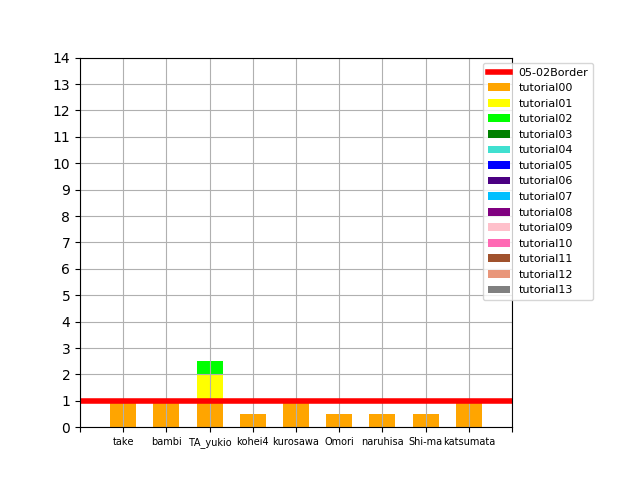 14
13
12
11
10
9
8
7
6
5
4
3
2
1
0
take bambi TA_yukio kohei4 kurosawa Omori naruhisa Shi-ma katsumata
05-02Border
tutorial00
tutorial01
tutorial02
tutorial03
tutorial04
tutorial05
tutorial06
tutorial07
tutorial08
tutorial09
tutorial10
tutorial11
tutorial12
tutorial13